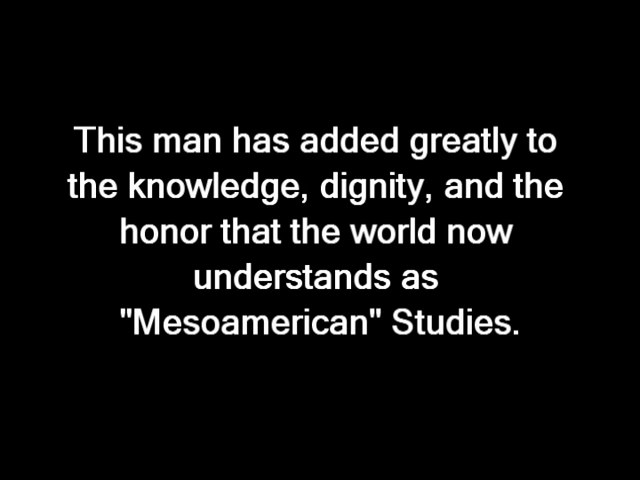 This man has added greatly to
the knowledge, dignity, and the
honor that the world now
understands as
"Mesoamerican" Studies.